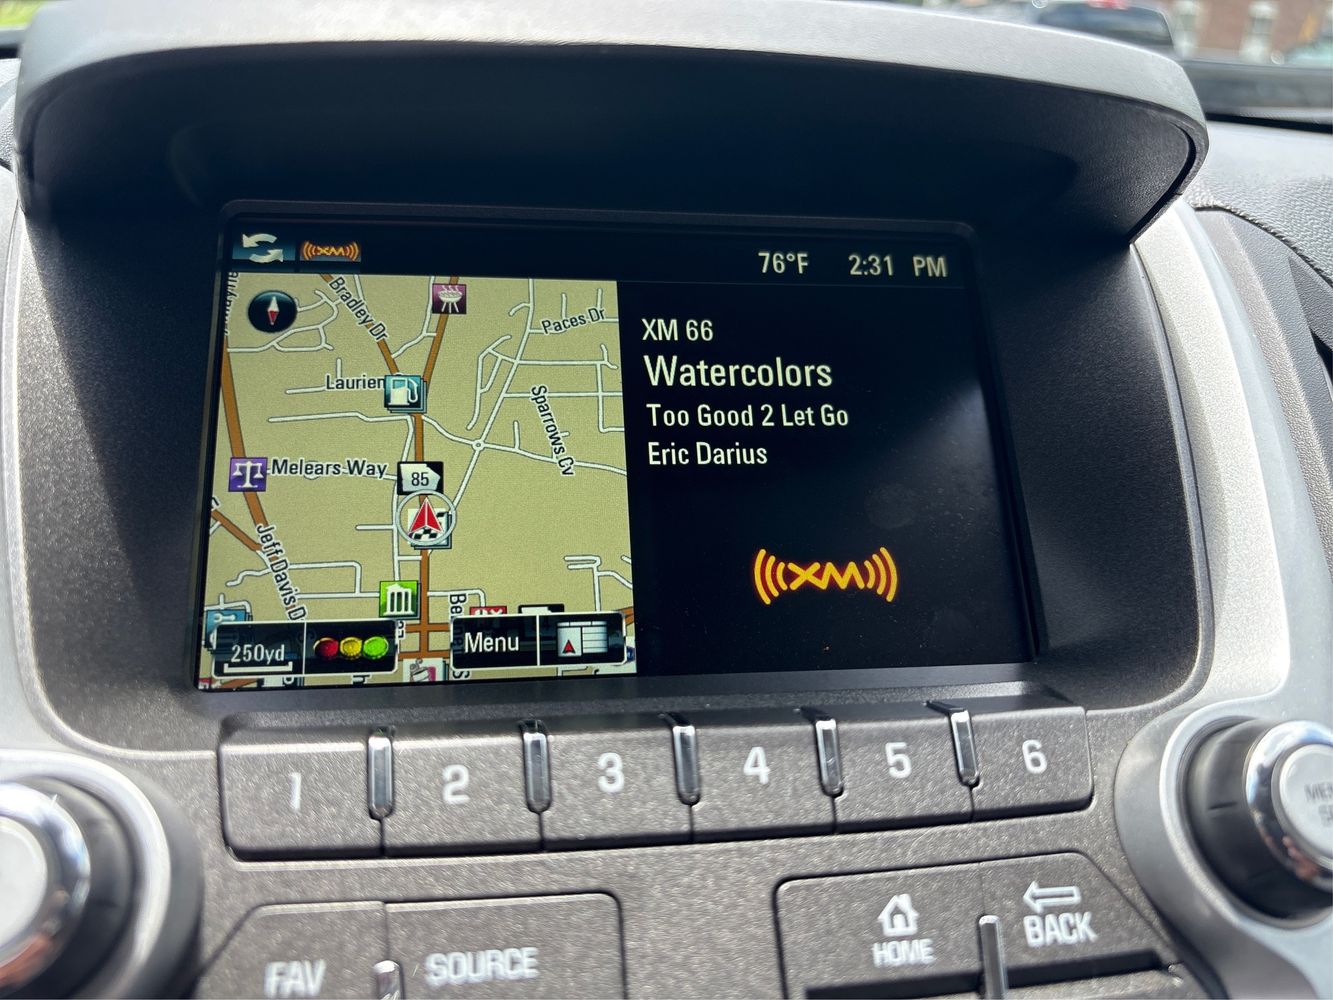 XM
76°F 2:31 PM
Bradley Dr
Paces Dr
Laurier
Sparrows Cv
Melears Way
85
Jeff Davis D
250yd
Menu
XM 66
Watercolors
Too Good 2 Let Go
Eric Darius
XM
1 2 3 4 5 6
FAV
SOURCE
HOME
BACK